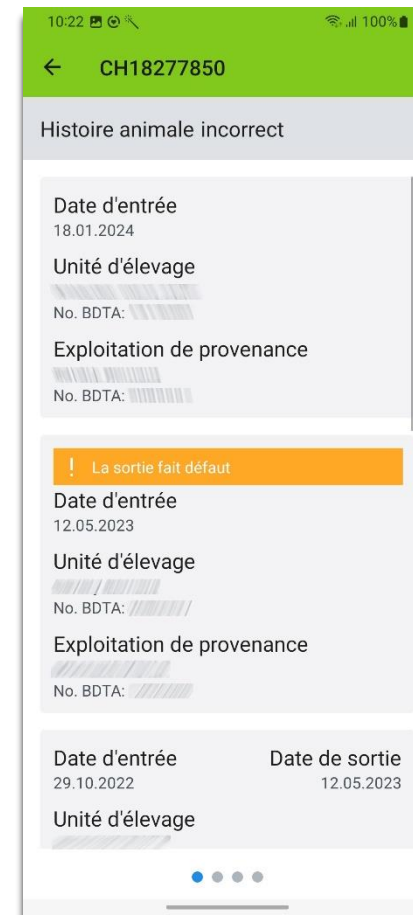 10:22
100%
CH18277850
Histoire animale incorrect
Date d'entrée
18.01.2024
Unité d'élevage
No. BDTA:
Exploitation de provenance
No. BDTA:
! La sortie fait défaut
Date d'entrée
12.05.2023
Unité d'élevage
No. BDTA:
Exploitation de provenance
No. BDTA:
Date d'entrée Date de sortie
29.10.2022 12.05.2023
Unité d'élevage